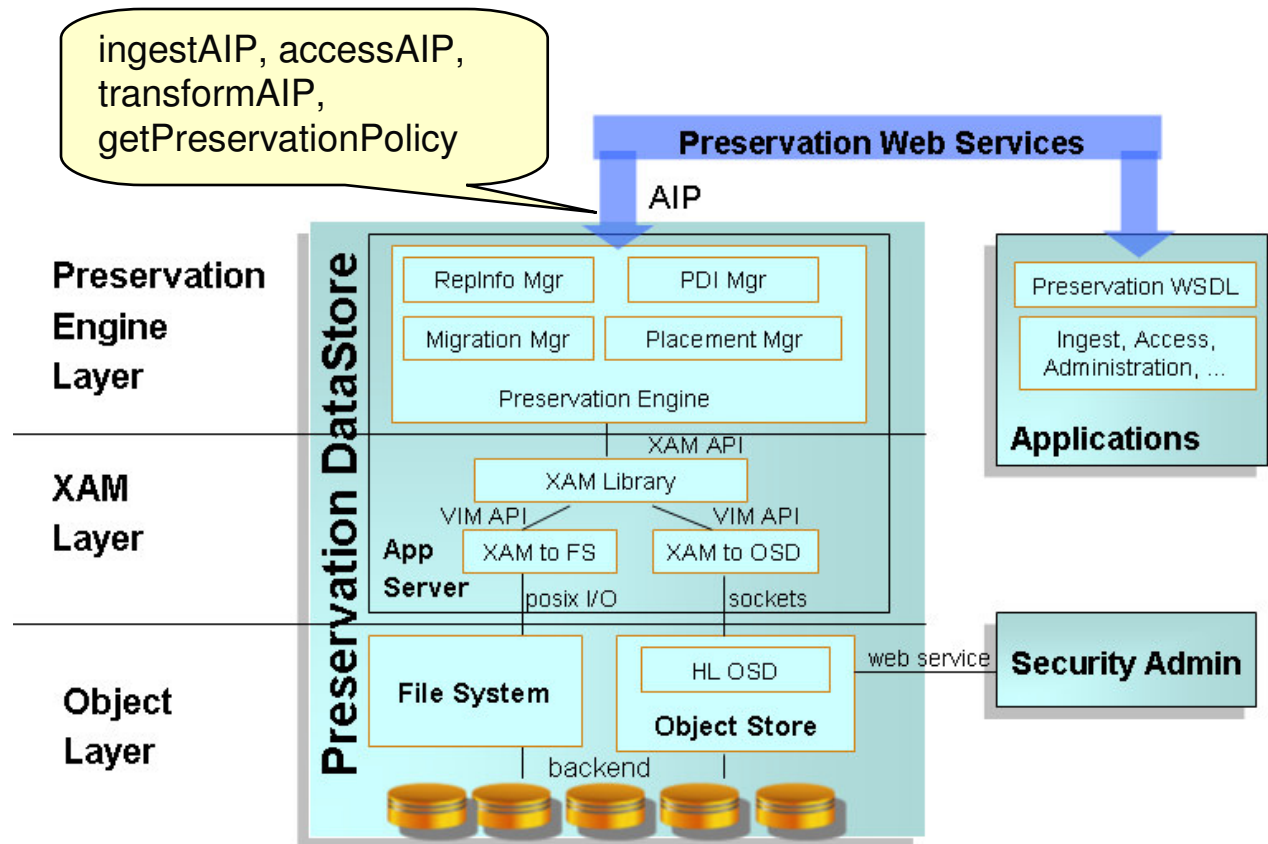 ingestAIP, accessAIP,
transformAIP,
getPreservationPolicy
Preservation Web Services
AIP
Preservation
Engine
Layer
Preservation DataStore
RepInfo Mgr
PDI Mgr
Migration Mgr
Placement Mgr
Preservation Engine
Preservation WSDL
Ingest, Access,
Administration, ...
Applications
XAM API
XAM
Layer
XAM Library
VIM API
VIM API
App
Server
XAM to FS
XAM to OSD
posix I/O
sockets
Object
Layer
File System
HL OSD
Object Store
web service
Security Admin
backend